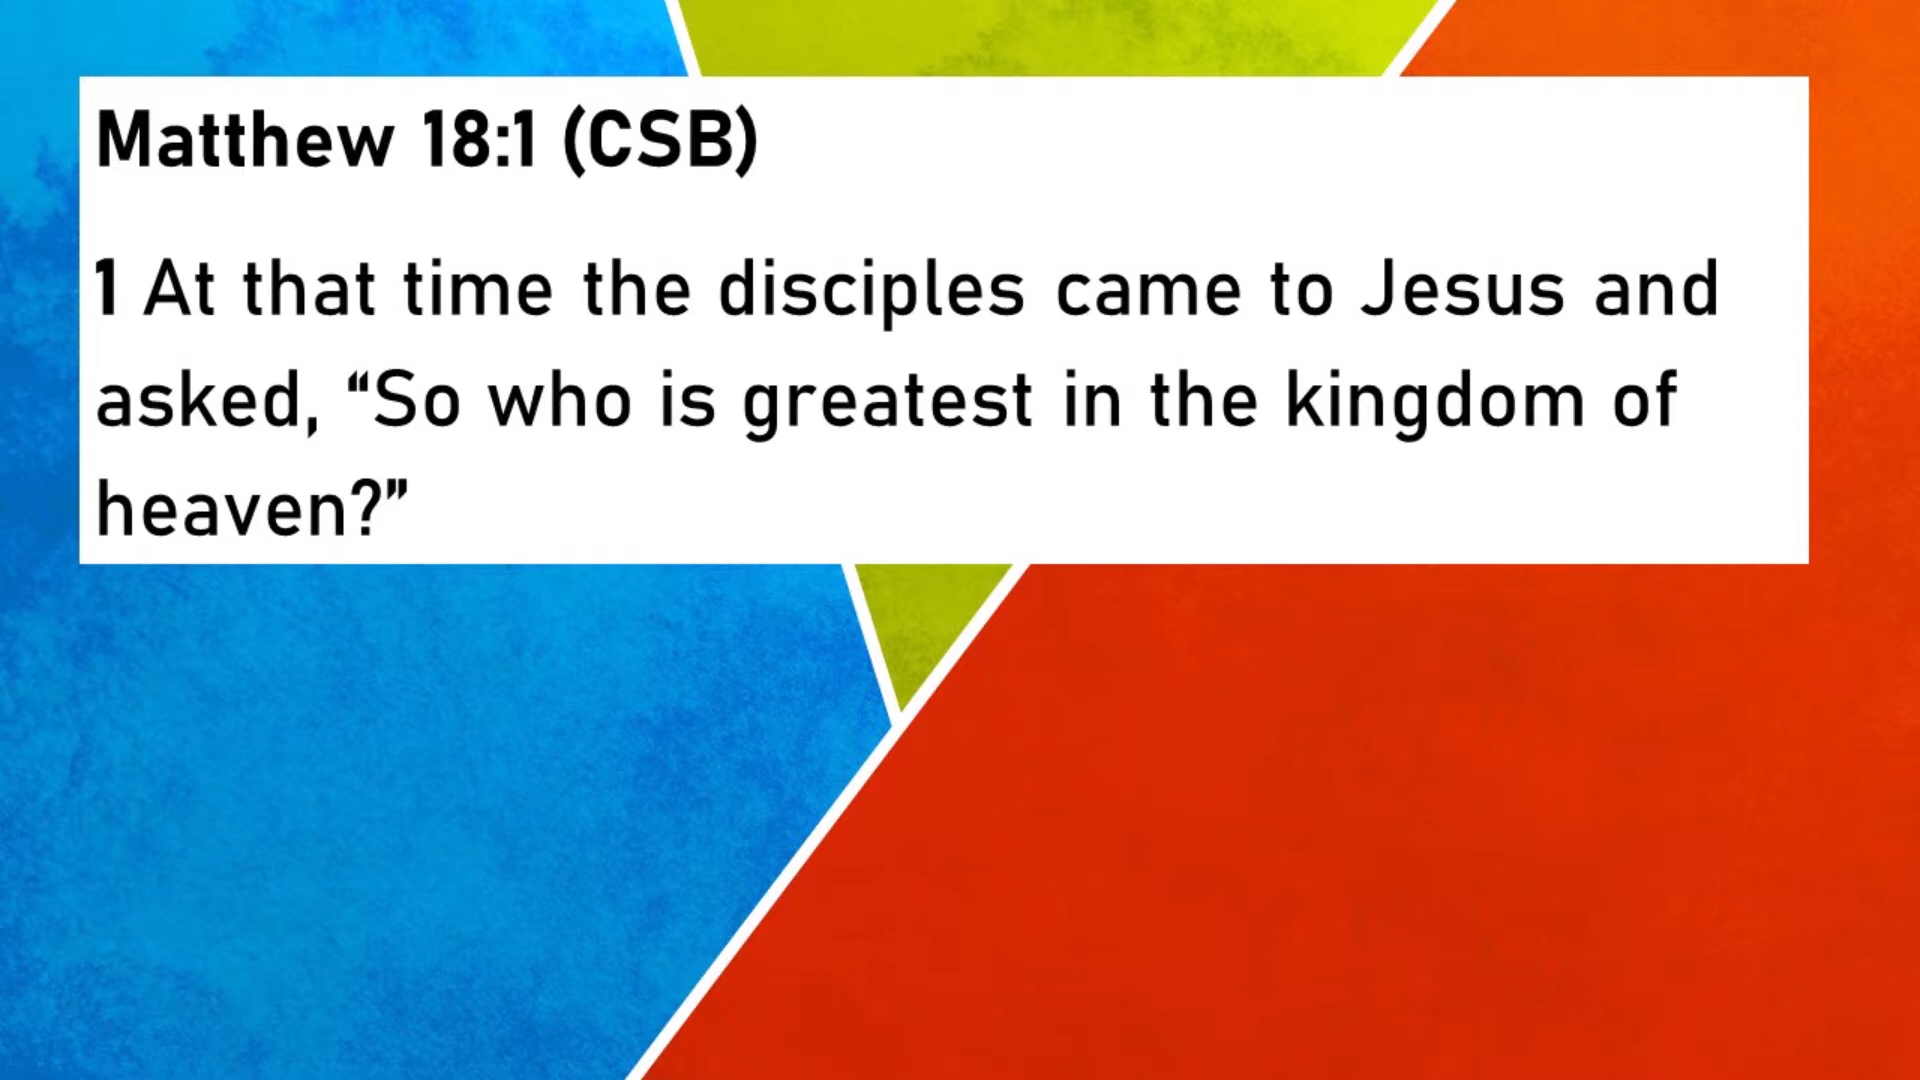 Matthew 18:1 (CSB)
1 At that time the disciples came to Jesus and
asked, “So who is greatest in the kingdom of
heaven?”